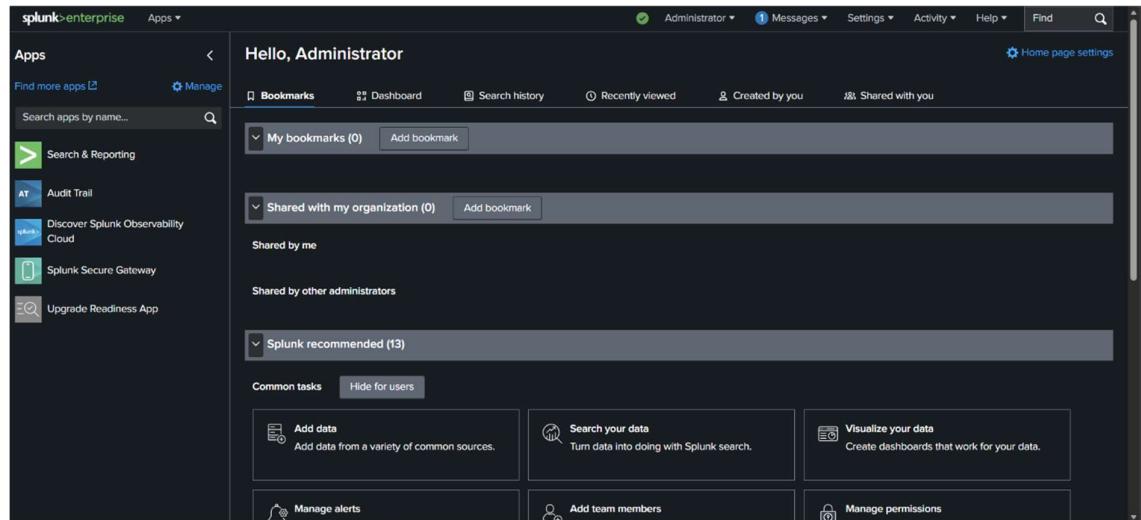 splunk>enterprise Apps
Administrator 1 Messages Settings Activity Help Find
Apps
Find more apps Manage
Search apps by name...
Search & Reporting
AT Audit Trail
splunk> Discover Splunk Observability
Cloud
Splunk Secure Gateway
Upgrade Readiness App
Hello, Administrator
Home page settings
Bookmarks Dashboard Search history Recently viewed Created by you Shared with you
My bookmarks (0) Add bookmark
Shared with my organization (0) Add bookmark
Shared by me
Shared by other administrators
Splunk recommended (13)
Common tasks Hide for users
Add data
Add data from a variety of common sources.
Search your data
Turn data into doing with Splunk search.
Visualize your data
Create dashboards that work for your data.
Manage alerts
Add team members
Manage permissions